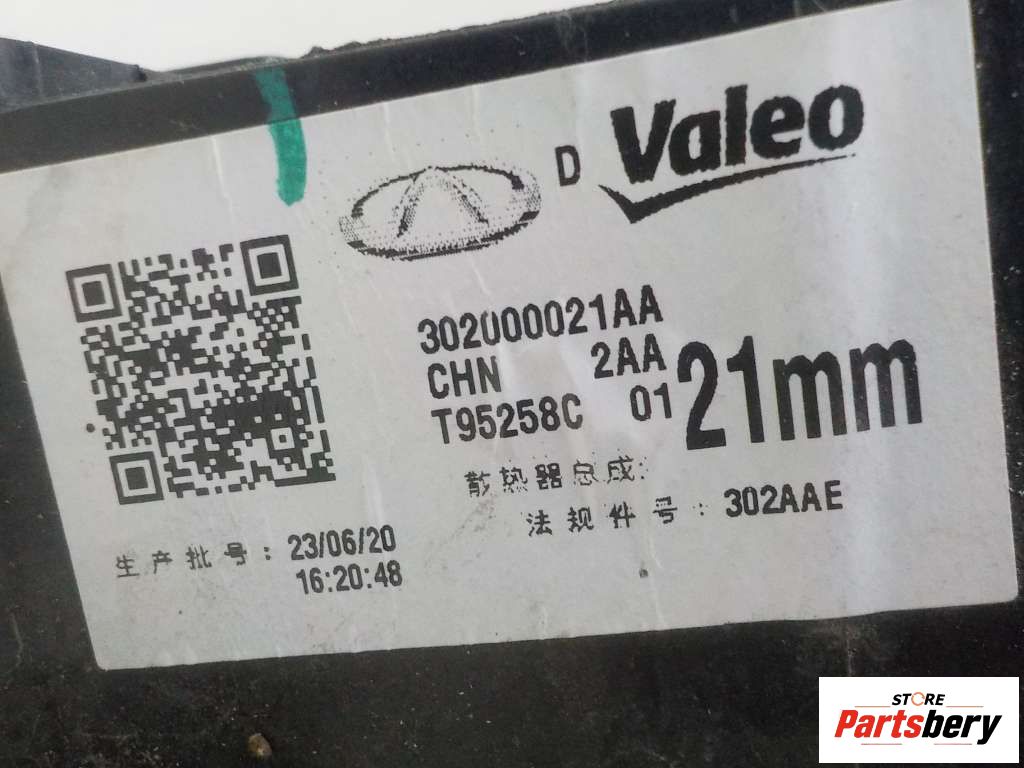 D Valeo
302000021AA
CHN 2AA
T95258C 01
21mm
散热器总成:
法规件号: 302AAE
生产批号: 23/06/20
16:20:48
STORE
Partsbery